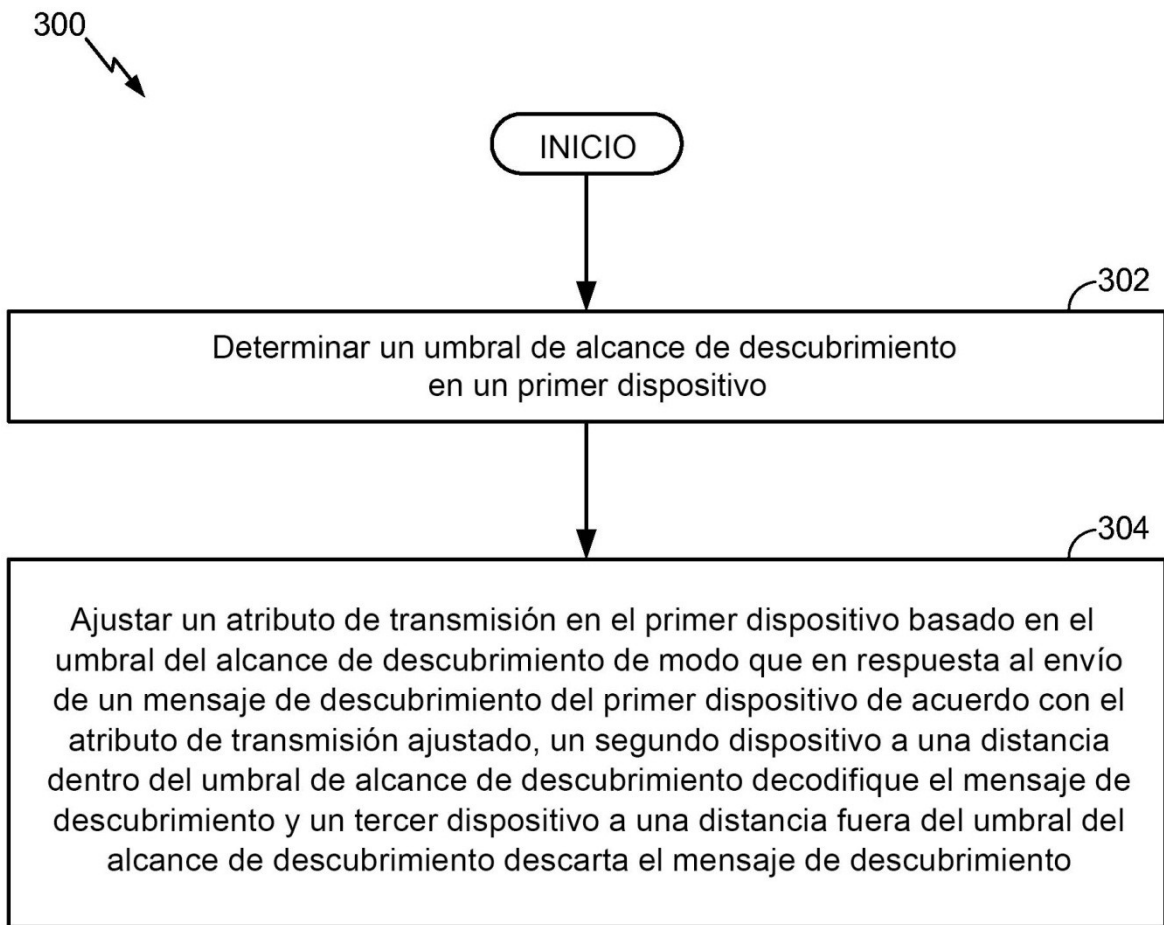 300
INICIO
302
Determinar un umbral de alcance de descubrimiento
en un primer dispositivo
304
Ajustar un atributo de transmisión en el primer dispositivo basado en el
umbral del alcance de descubrimiento de modo que en respuesta al envío
de un mensaje de descubrimiento del primer dispositivo de acuerdo con el
atributo de transmisión ajustado, un segundo dispositivo a una distancia
dentro del umbral de alcance de descubrimiento decodifique el mensaje de
descubrimiento y un tercer dispositivo a una distancia fuera del umbral del
alcance de descubrimiento descarta el mensaje de descubrimiento